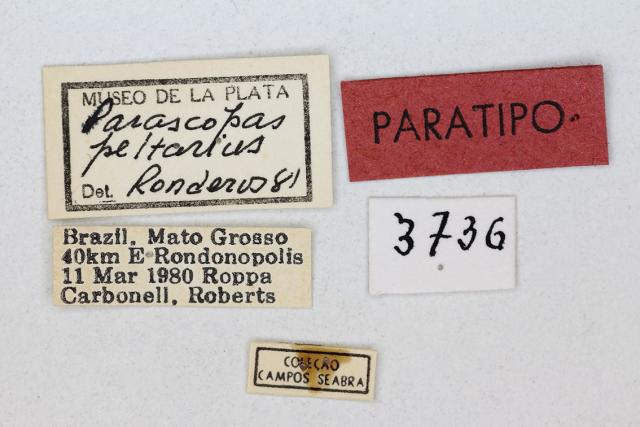 MUSEO DE LA PLATA
Parascopas
peltarius
Det. Ronderos 81
PARATIPO
Brazil, Mato Grosso
40km E Rondonopolis
11 Mar 1980 Roppa
Carbonell, Roberts
3736
COLEÇÃO
CAMPOS SEABRA